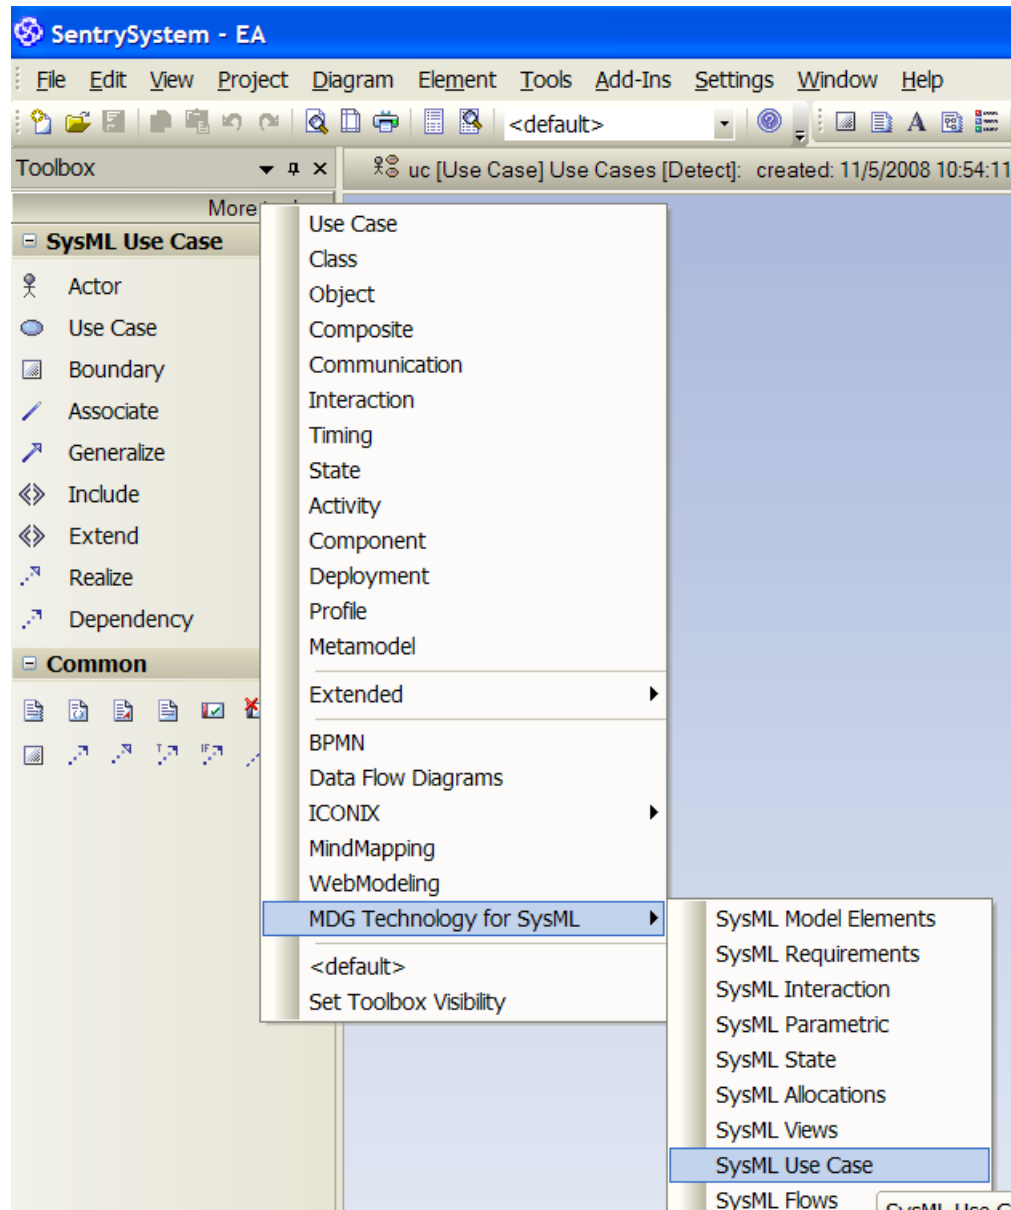 SentrySystem - EA
File Edit View Project Diagram Element Tools Add-Ins Settings Window Help
<default>
A
Toolbox
uc [Use Case] Use Cases [Detect]: created: 11/5/2008 10:54:11
More
SysML Use Case
Actor
Use Case
Boundary
Associate
Generalize
Include
Extend
Realize
Dependency
Common
Use Case
Class
Object
Composite
Communication
Interaction
Timing
State
Activity
Component
Deployment
Profile
Metamodel
Extended
BPMN
Data Flow Diagrams
ICONIX
MindMapping
WebModeling
MDG Technology for SysML
<default>
Set Toolbox Visibility
SysML Model Elements
SysML Requirements
SysML Interaction
SysML Parametric
SysML State
SysML Allocations
SysML Views
SysML Use Case
SysML Flows